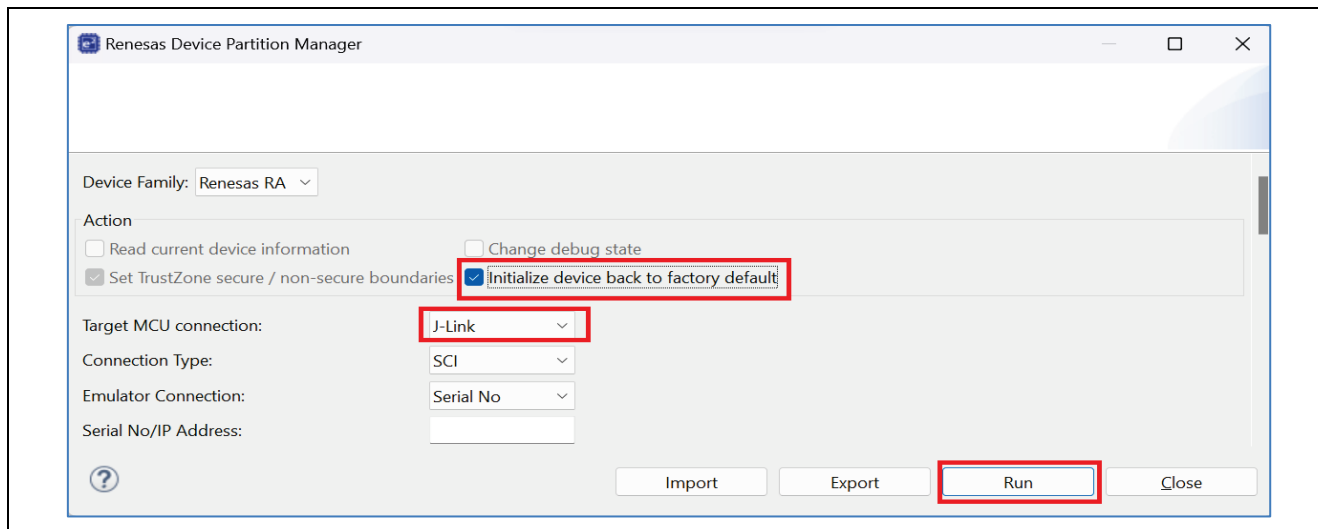 Renesas Device Partition Manager
Device Family: Renesas RA
Action
Read current device information Change debug state
Set TrustZone secure / non-secure boundaries Initialize device back to factory default
Target MCU connection: J-Link
Connection Type: SCI
Emulator Connection: Serial No
Serial No/IP Address:
? Import Export Run Close